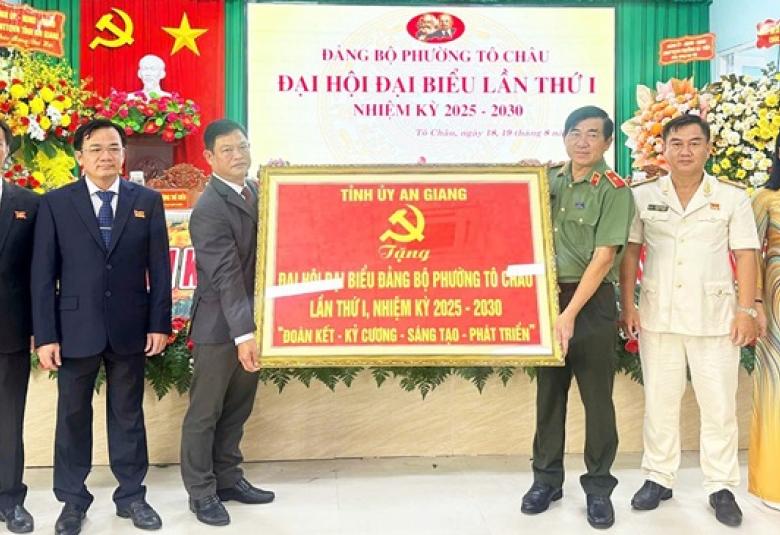 ĐẢNG BỘ PHƯỜNG TÔ CHÂU
ĐẠI HỘI ĐẠI BIỂU LẦN THỨ I
NHIỆM KỲ 2025 - 2030
Tô Châu, ngày 18, 19 tháng 8
TỈNH ỦY AN GIANG
Tặng
ĐẠI HỘI ĐẠI BIỂU ĐẢNG BỘ PHƯỜNG TÔ CHÂU
LẦN THỨ I, NHIỆM KỲ 2025 - 2030
"ĐOÀN KẾT - KỶ CƯƠNG - SÁNG TẠO - PHÁT TRIỂN"